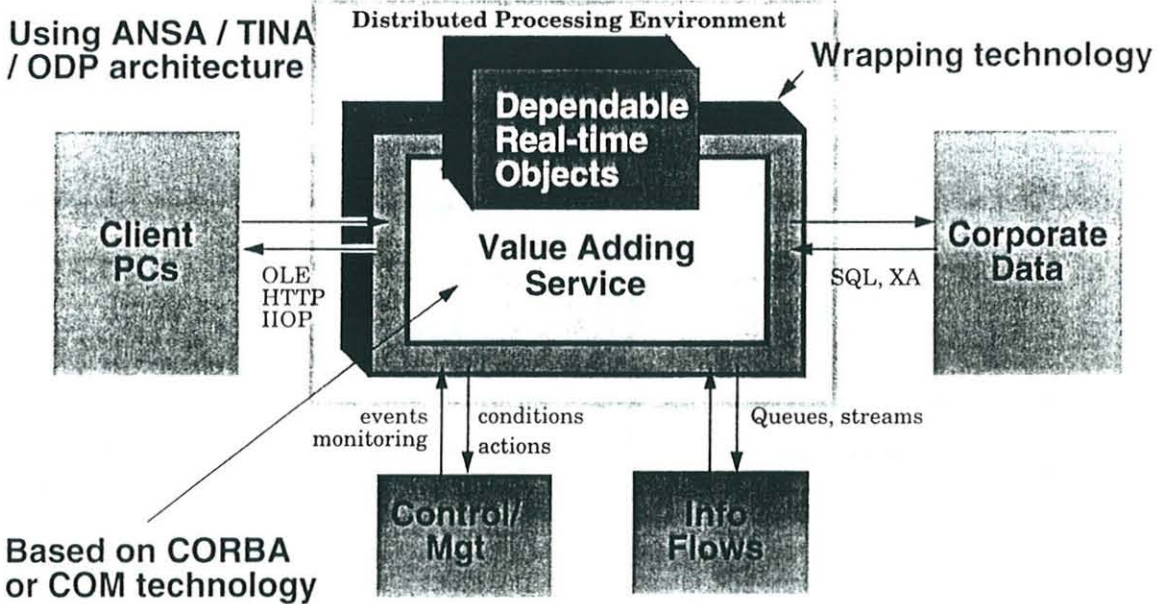 Distributed Processing Environment
Using ANSA / TINA
/ ODP architecture
Wrapping technology
Dependable
Real-time
Objects
Client
PCs
Value Adding
Service
Corporate
Data
OLE
HTTP
IIOP
SQL, XA
events
monitoring
conditions
actions
Queues, streams
Control/
Mgt
Info
Flows
Based on CORBA
or COM technology